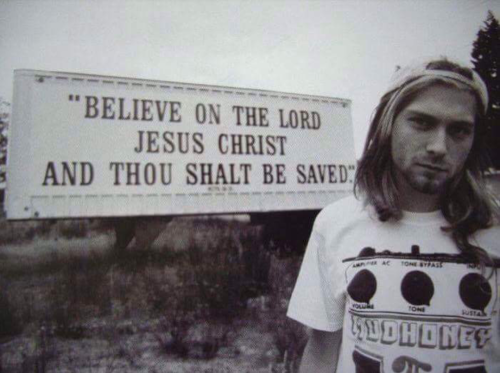 "BELIEVE ON THE LORD
JESUS CHRIST
AND THOU SHALT BE SAVED"
AMPLIFIER AC TONE-BYPASS
VOLUME TONE SUSTAIN
MUDHONEY
π